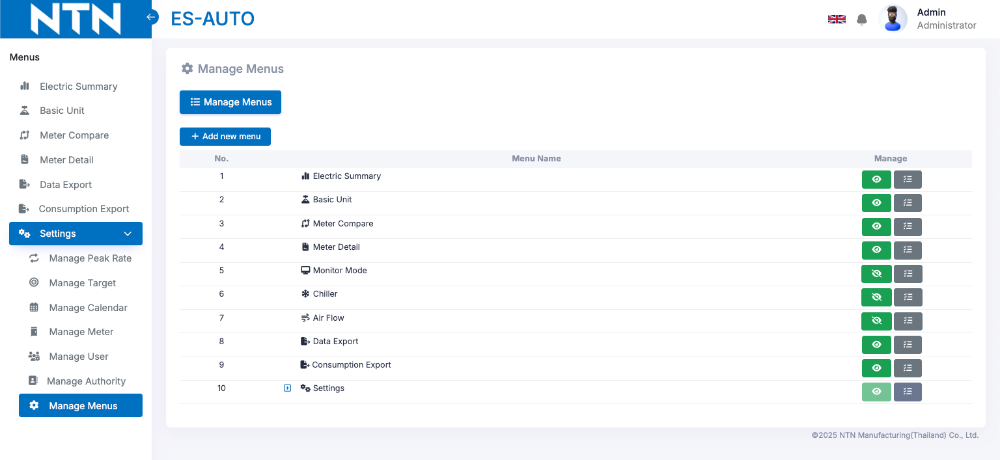 NTN
ES-AUTO
Admin
Administrator
Menus
Electric Summary
Basic Unit
Meter Compare
Meter Detail
Data Export
Consumption Export
Settings
Manage Peak Rate
Manage Target
Manage Calendar
Manage Meter
Manage User
Manage Authority
Manage Menus
Manage Menus
Manage Menus
Add new menu
No. Menu Name Manage
1 Electric Summary
2 Basic Unit
3 Meter Compare
4 Meter Detail
5 Monitor Mode
6 Chiller
7 Air Flow
8 Data Export
9 Consumption Export
10 Settings
©2025 NTN Manufacturing(Thailand) Co., Ltd.